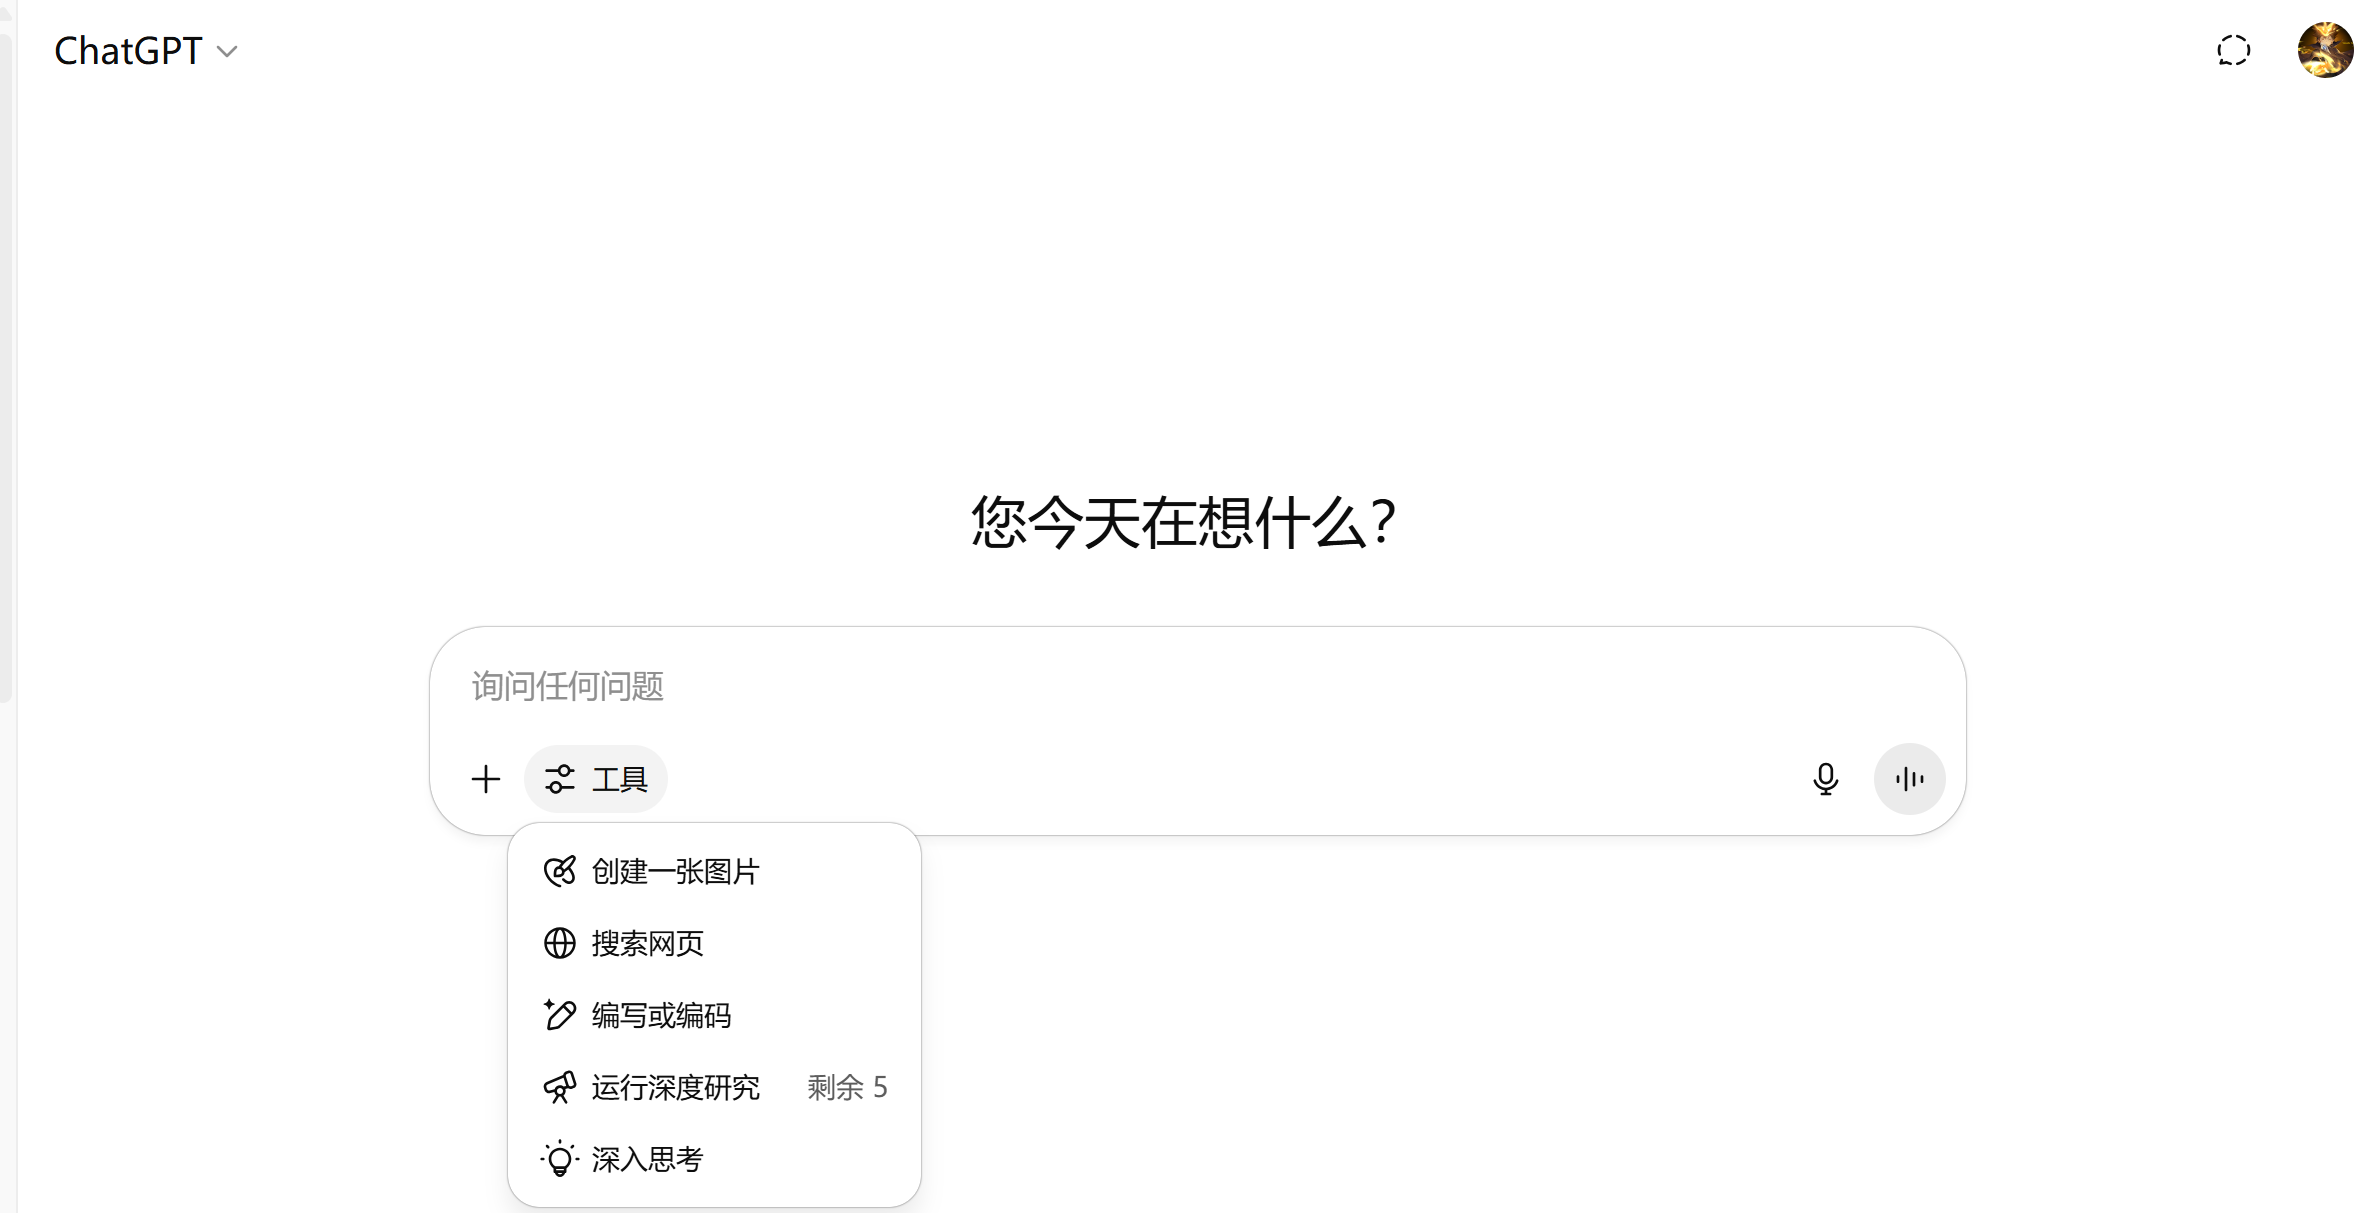 ChatGPT
您今天在想什么？
询问任何问题
工具
创建一张图片
搜索网页
编写或编码
运行深度研究 剩余 5
深入思考